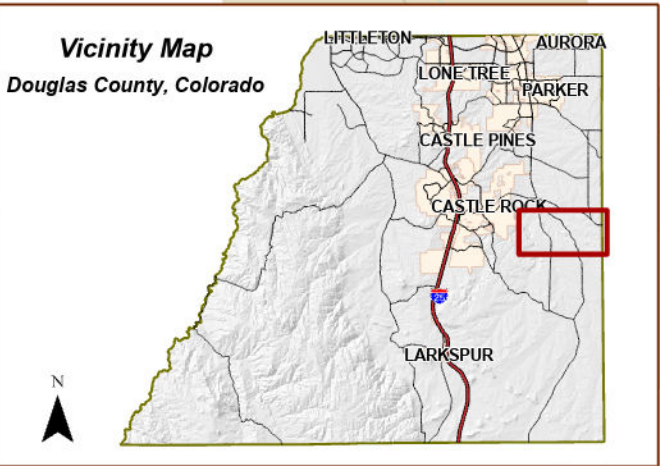 Vicinity Map
Douglas County, Colorado
LITTLETON
AURORA
LONE TREE
PARKER
CASTLE PINES
CASTLE ROCK
25
LARKSPUR
N